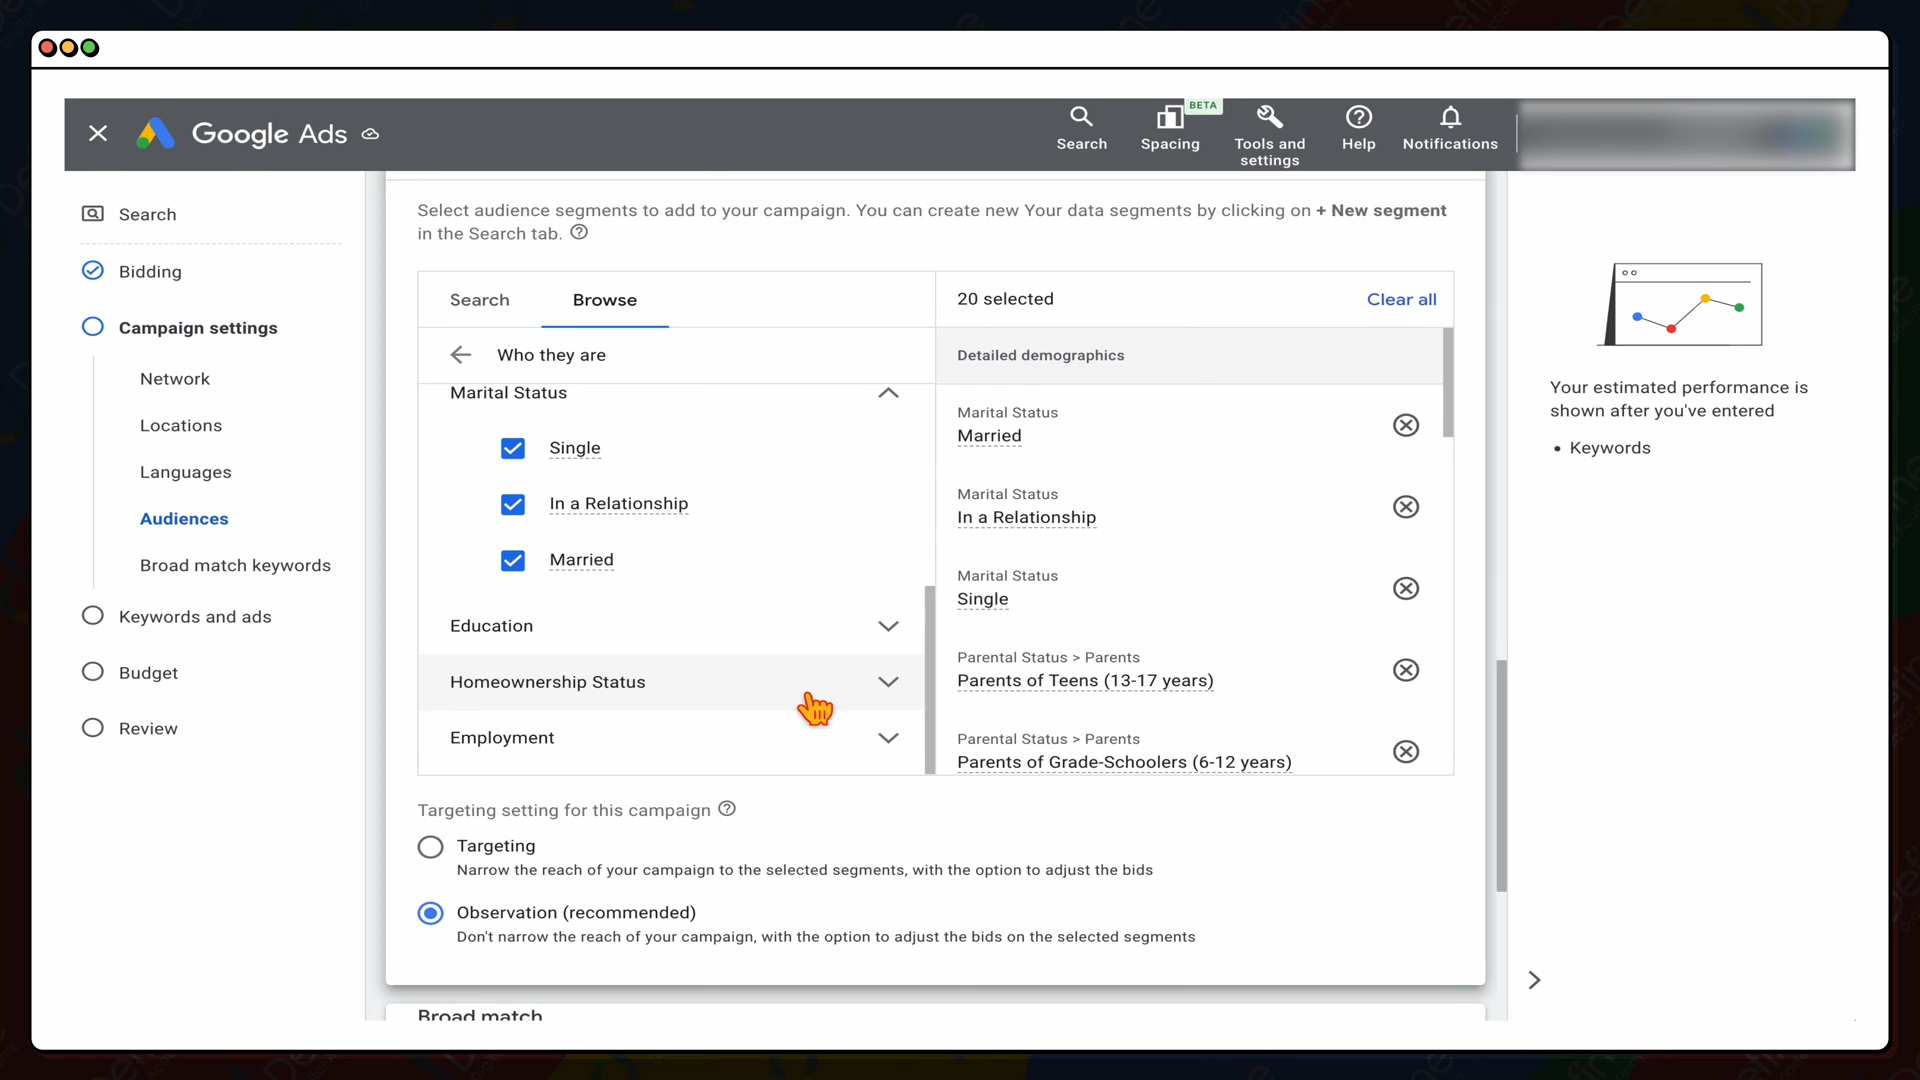 Google Ads
Search
BETA
Spacing
Tools and
settings
Help
Notifications
Search
Bidding
Campaign settings
Network
Locations
Languages
Audiences
Broad match keywords
Keywords and ads
Budget
Review
Select audience segments to add to your campaign. You can create new Your data segments by clicking on + New segment
in the Search tab.
Search
Browse
Who they are
Marital Status
Single
In a Relationship
Married
Education
Homeownership Status
Employment
20 selected
Clear all
Detailed demographics
Marital Status
Married
Marital Status
In a Relationship
Marital Status
Single
Parental Status > Parents
Parents of Teens (13-17 years)
Parental Status > Parents
Parents of Grade-Schoolers (6-12 years)
Targeting setting for this campaign
Targeting
Narrow the reach of your campaign to the selected segments, with the option to adjust the bids
Observation (recommended)
Don't narrow the reach of your campaign, with the option to adjust the bids on the selected segments
Broad match
Your estimated performance is
shown after you've entered
• Keywords